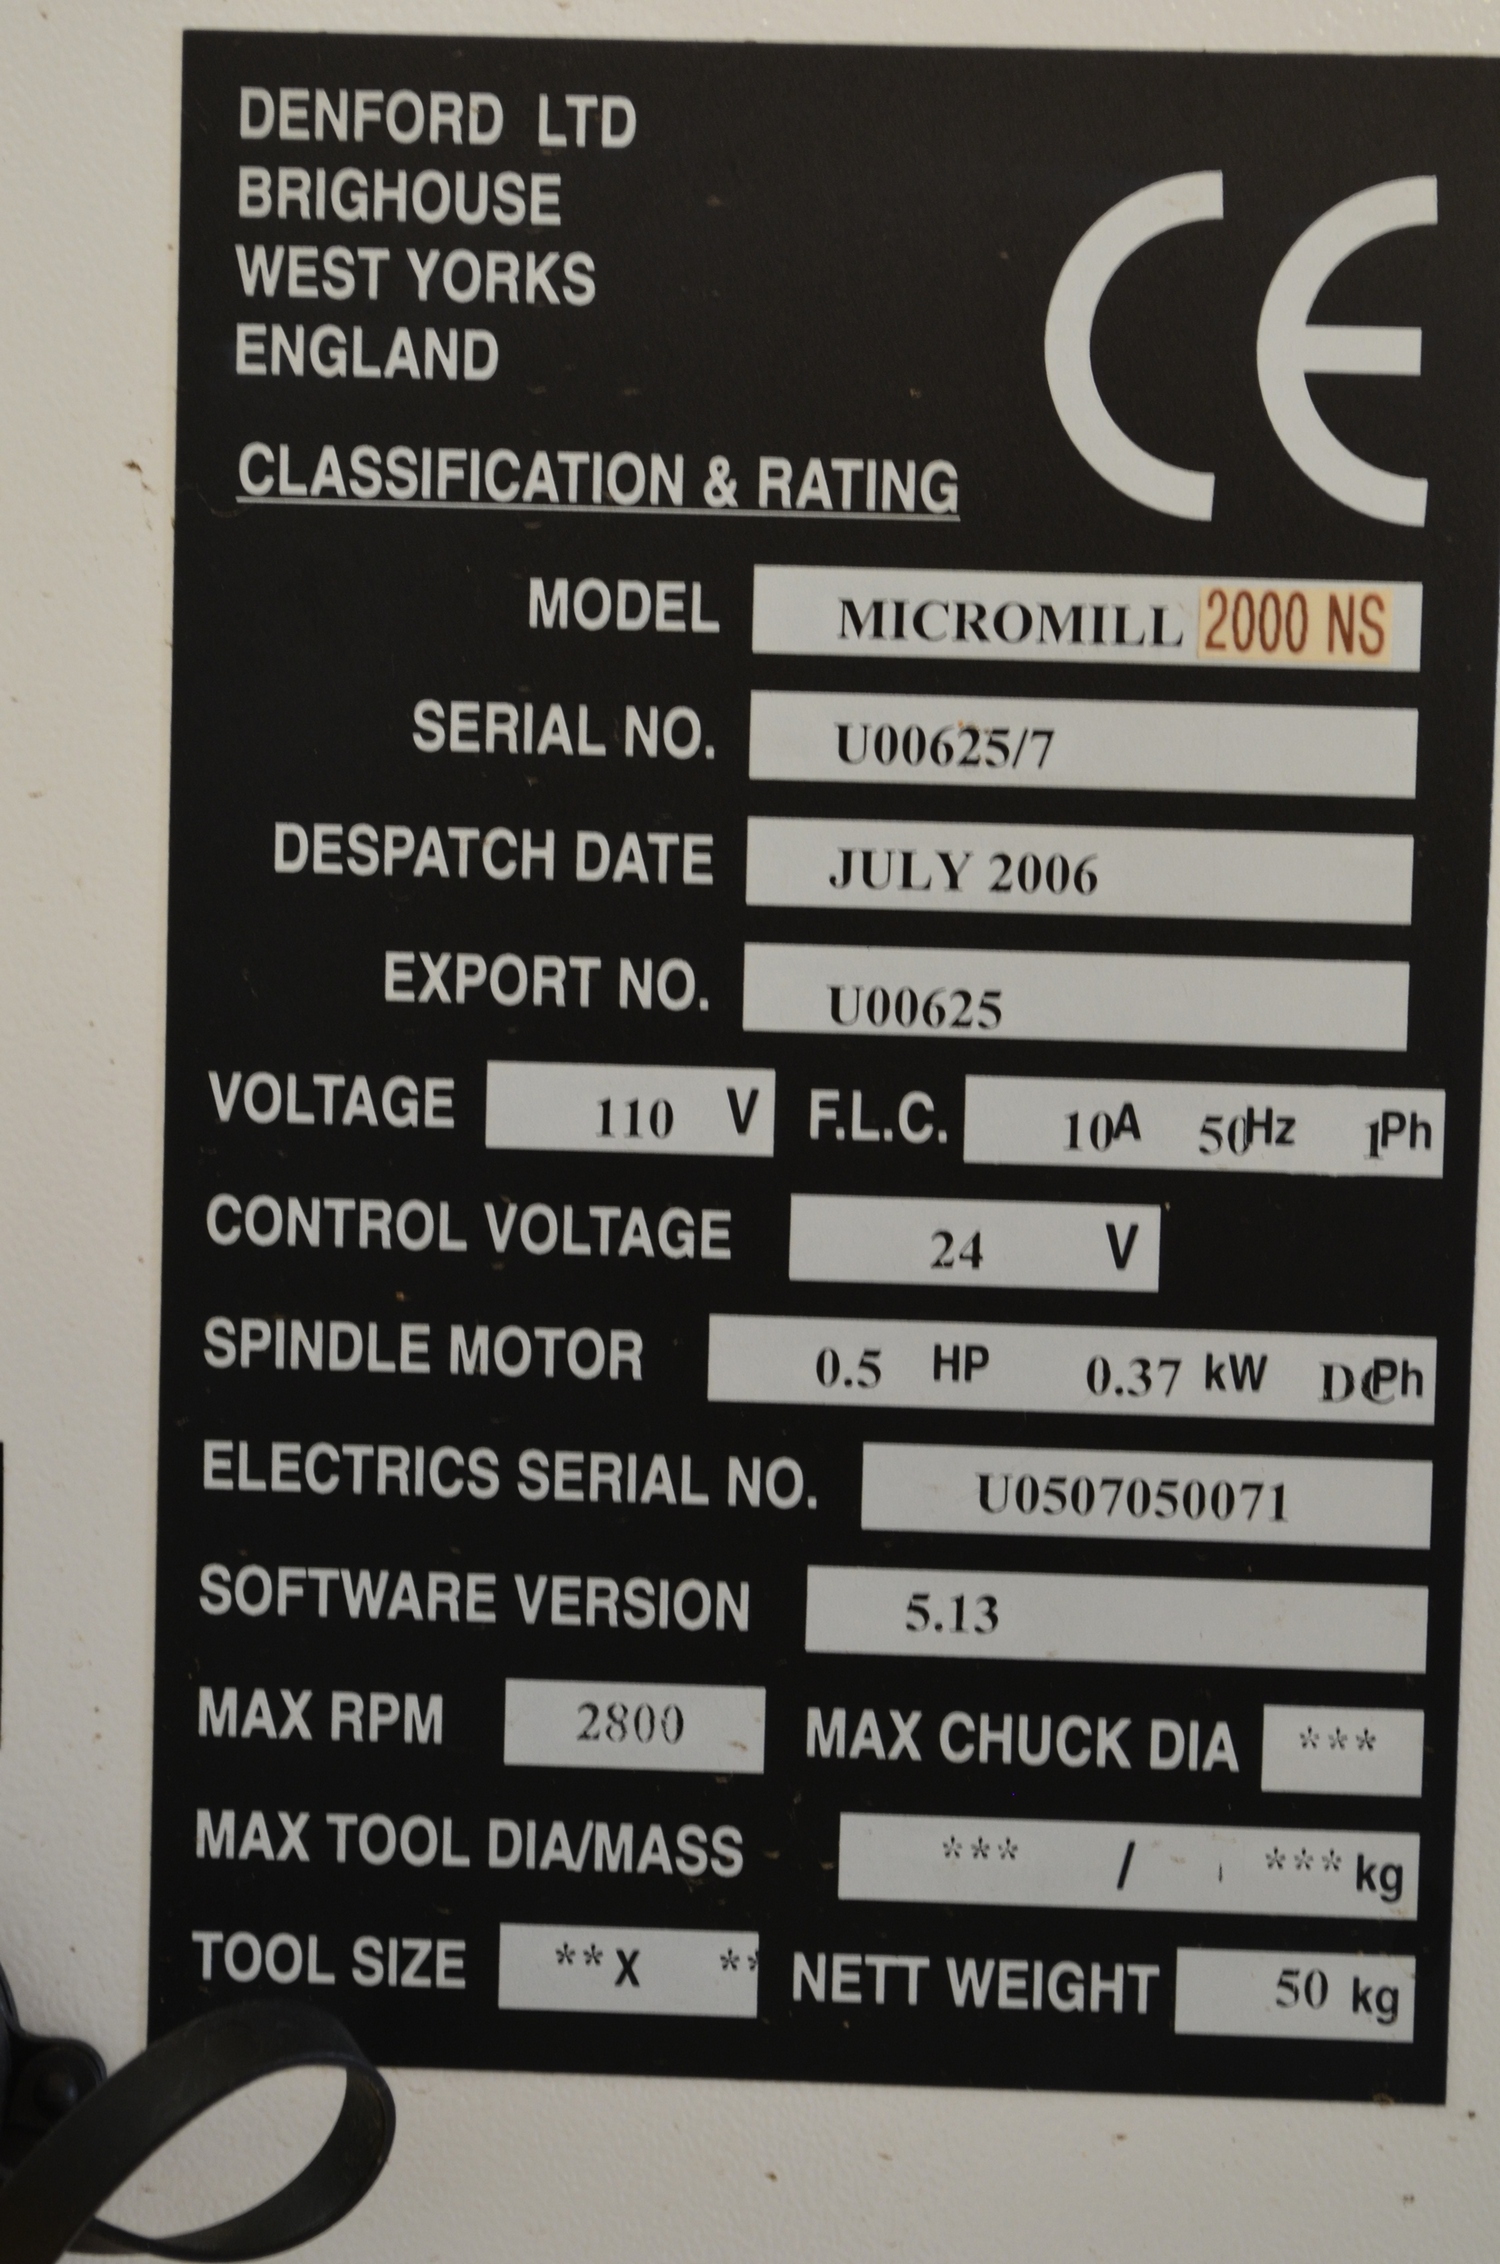 DENFORD LTD
BRIGHOUSE
WEST YORKS
ENGLAND
CE
CLASSIFICATION & RATING
MODEL MICROMILL 2000 NS
SERIAL NO. U00625/7
DESPATCH DATE JULY 2006
EXPORT NO. U00625
VOLTAGE 110 V F.L.C. 10A 50Hz 1Ph
CONTROL VOLTAGE 24 V
SPINDLE MOTOR 0.5 HP 0.37 kW DC Ph
ELECTRICS SERIAL NO. U0507050071
SOFTWARE VERSION 5.13
MAX RPM 2800 MAX CHUCK DIA ***
MAX TOOL DIA/MASS *** / *** kg
TOOL SIZE ** X ** NETT WEIGHT 50 kg